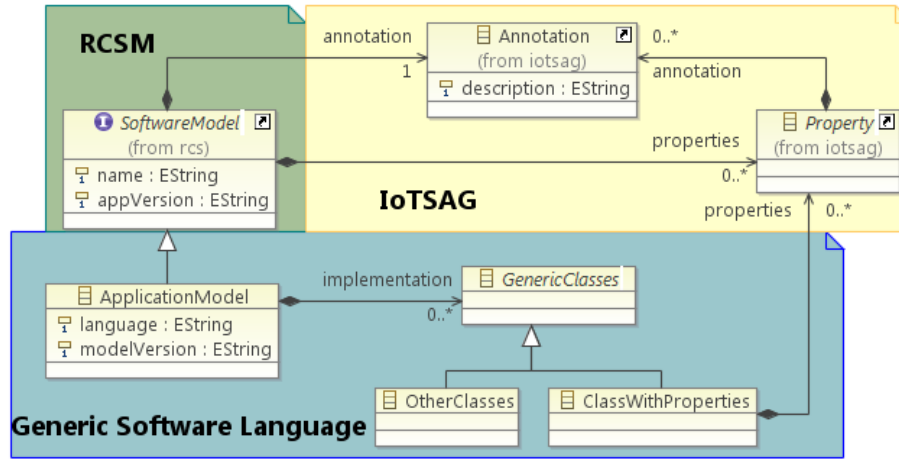 RCSM
annotation
1
Annotation
(from iotsag)
description : EString
0..*
annotation
SoftwareModel
(from rcs)
name : EString
appVersion : EString
properties
0..*
Property
(from iotsag)
IoTSAG
properties
0..*
ApplicationModel
language : EString
modelVersion : EString
implementation
0..*
GenericClasses
OtherClasses
ClassWithProperties
Generic Software Language